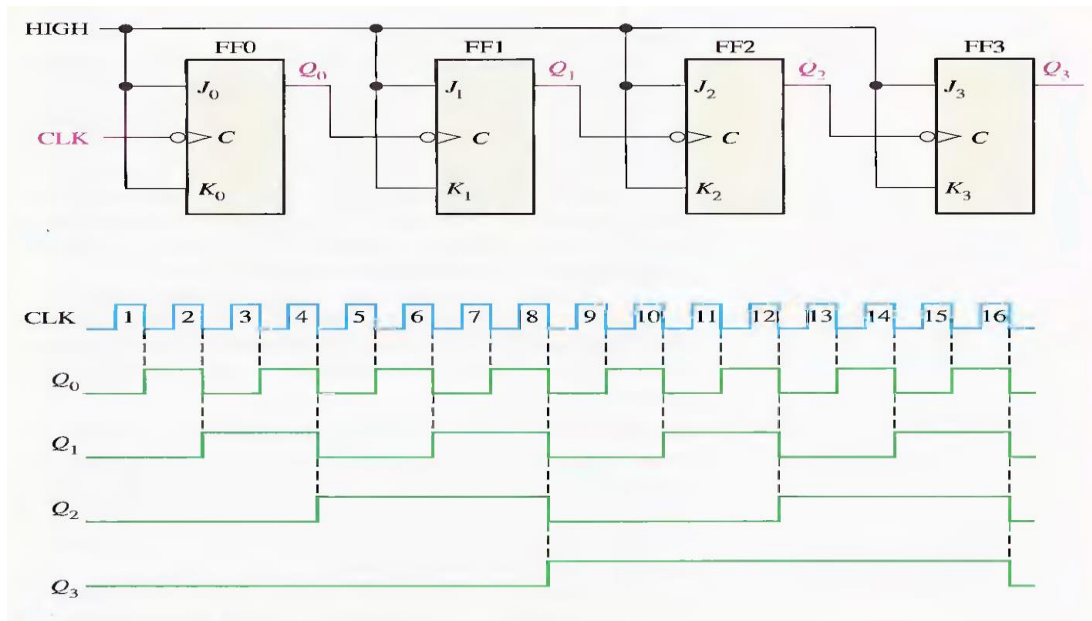 HIGH
FF0 FF1 FF2 FF3
Q0 Q1 Q2 Q3
J0 J1 J2 J3
CLK C C C C
K0 K1 K2 K3
CLK 1 2 3 4 5 6 7 8 9 10 11 12 13 14 15 16
Q0
Q1
Q2
Q3